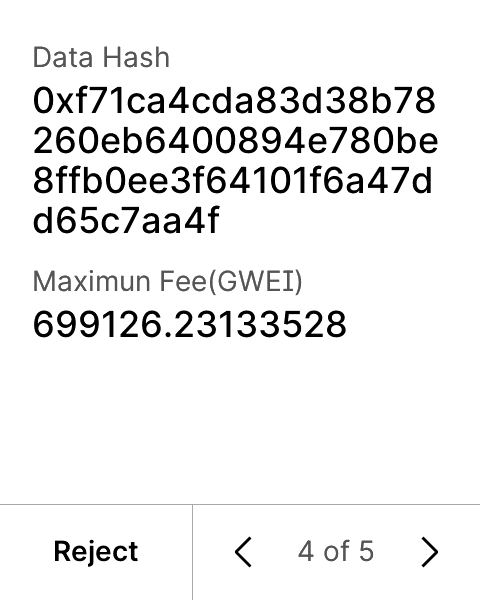 Data Hash
0xf71ca4cda83d38b78
260eb6400894e780be
8ffb0ee3f64101f6a47d
d65c7aa4f
Maximun Fee(GWEI)
699126.23133528
Reject
4 of 5